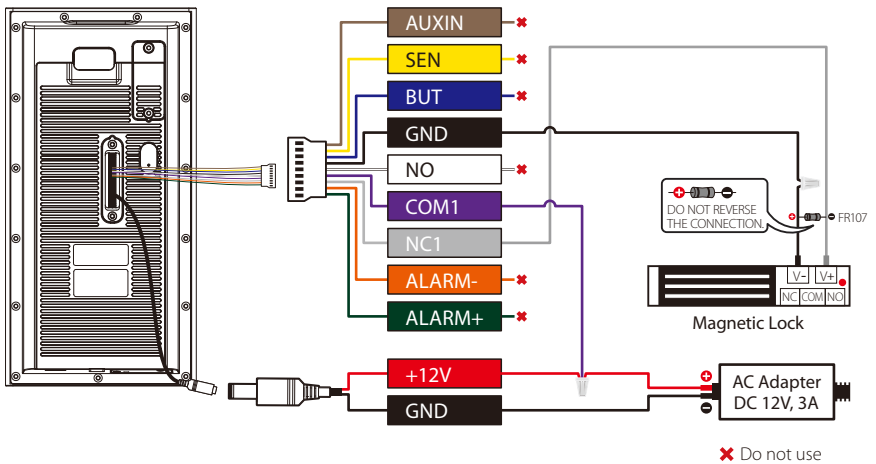 AUXIN
SEN
BUT
GND
NO
COM1
NC1
ALARM-
ALARM+
+12V
GND
DO NOT REVERSE
THE CONNECTION.
FR107
V- V+
NC COM NO
Magnetic Lock
AC Adapter
DC 12V, 3A
Do not use